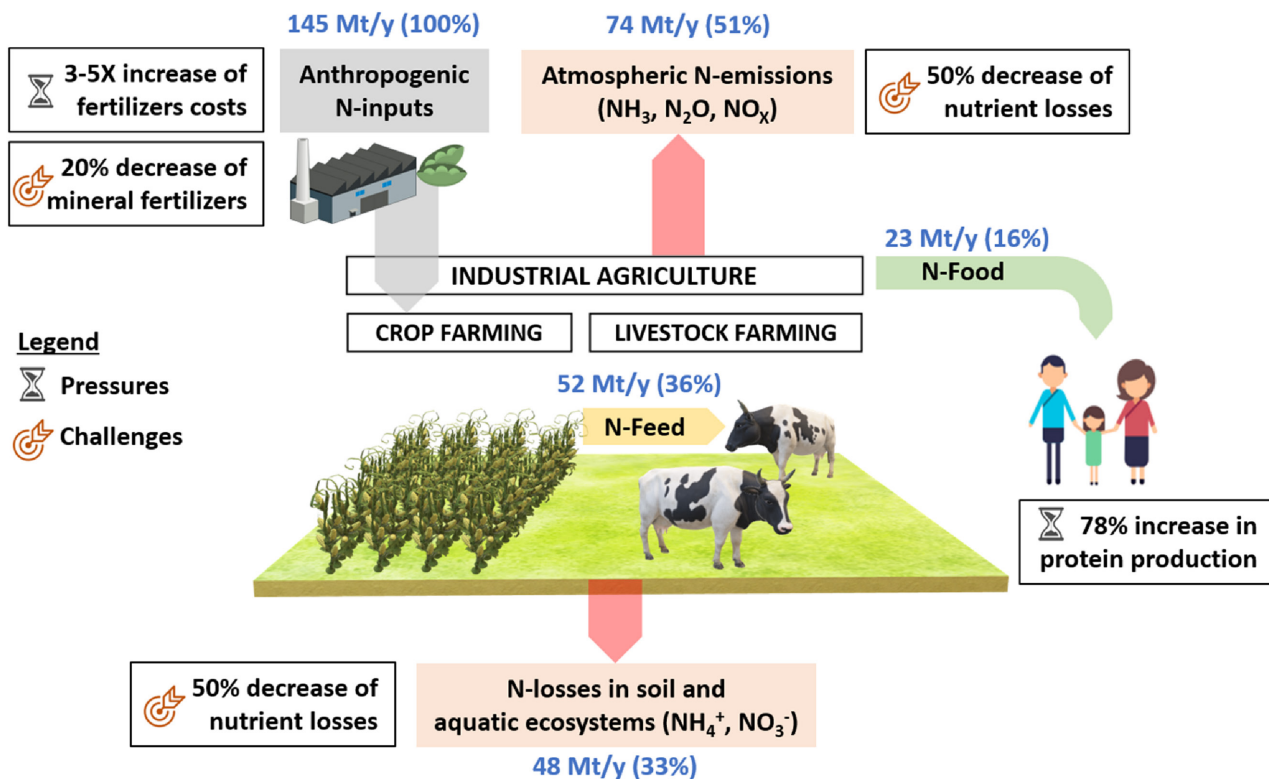 145 Mt/y (100%)
74 Mt/y (51%)
3-5X increase of
fertilizers costs
Anthropogenic
N-inputs
Atmospheric N-emissions
(NH₃, N₂O, NOₓ)
50% decrease of
nutrient losses
20% decrease of
mineral fertilizers
23 Mt/y (16%)
N-Food
INDUSTRIAL AGRICULTURE
CROP FARMING
LIVESTOCK FARMING
Legend
Pressures
Challenges
52 Mt/y (36%)
N-Feed
78% increase in
protein production
50% decrease of
nutrient losses
N-losses in soil and
aquatic ecosystems (NH₄⁺, NO₃⁻)
48 Mt/y (33%)